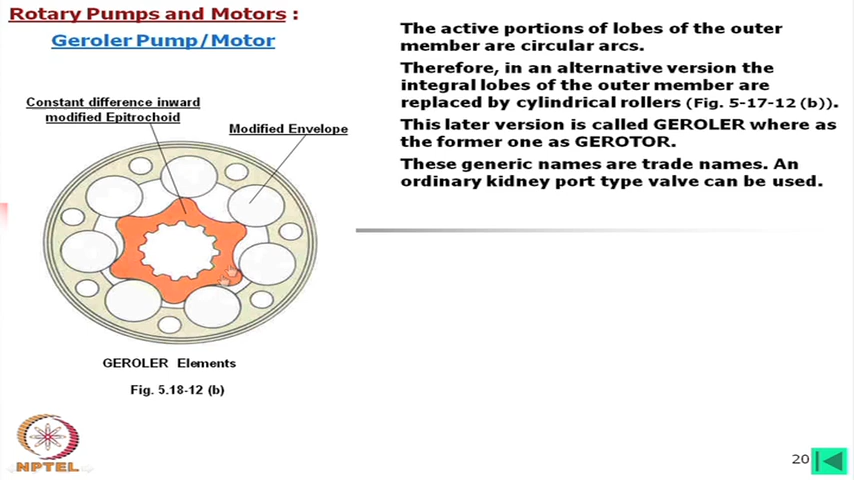 Rotary Pumps and Motors :
Geroler Pump/Motor
Constant difference inward
modified Epitrochoid
Modified Envelope
GEROLER Elements
Fig. 5.18-12 (b)
The active portions of lobes of the outer
member are circular arcs.
Therefore, in an alternative version the
integral lobes of the outer member are
replaced by cylindrical rollers (Fig. 5-17-12 (b)).
This later version is called GEROLER where as
the former one as GEROTOR.
These generic names are trade names. An
ordinary kidney port type valve can be used.
NPTEL
20